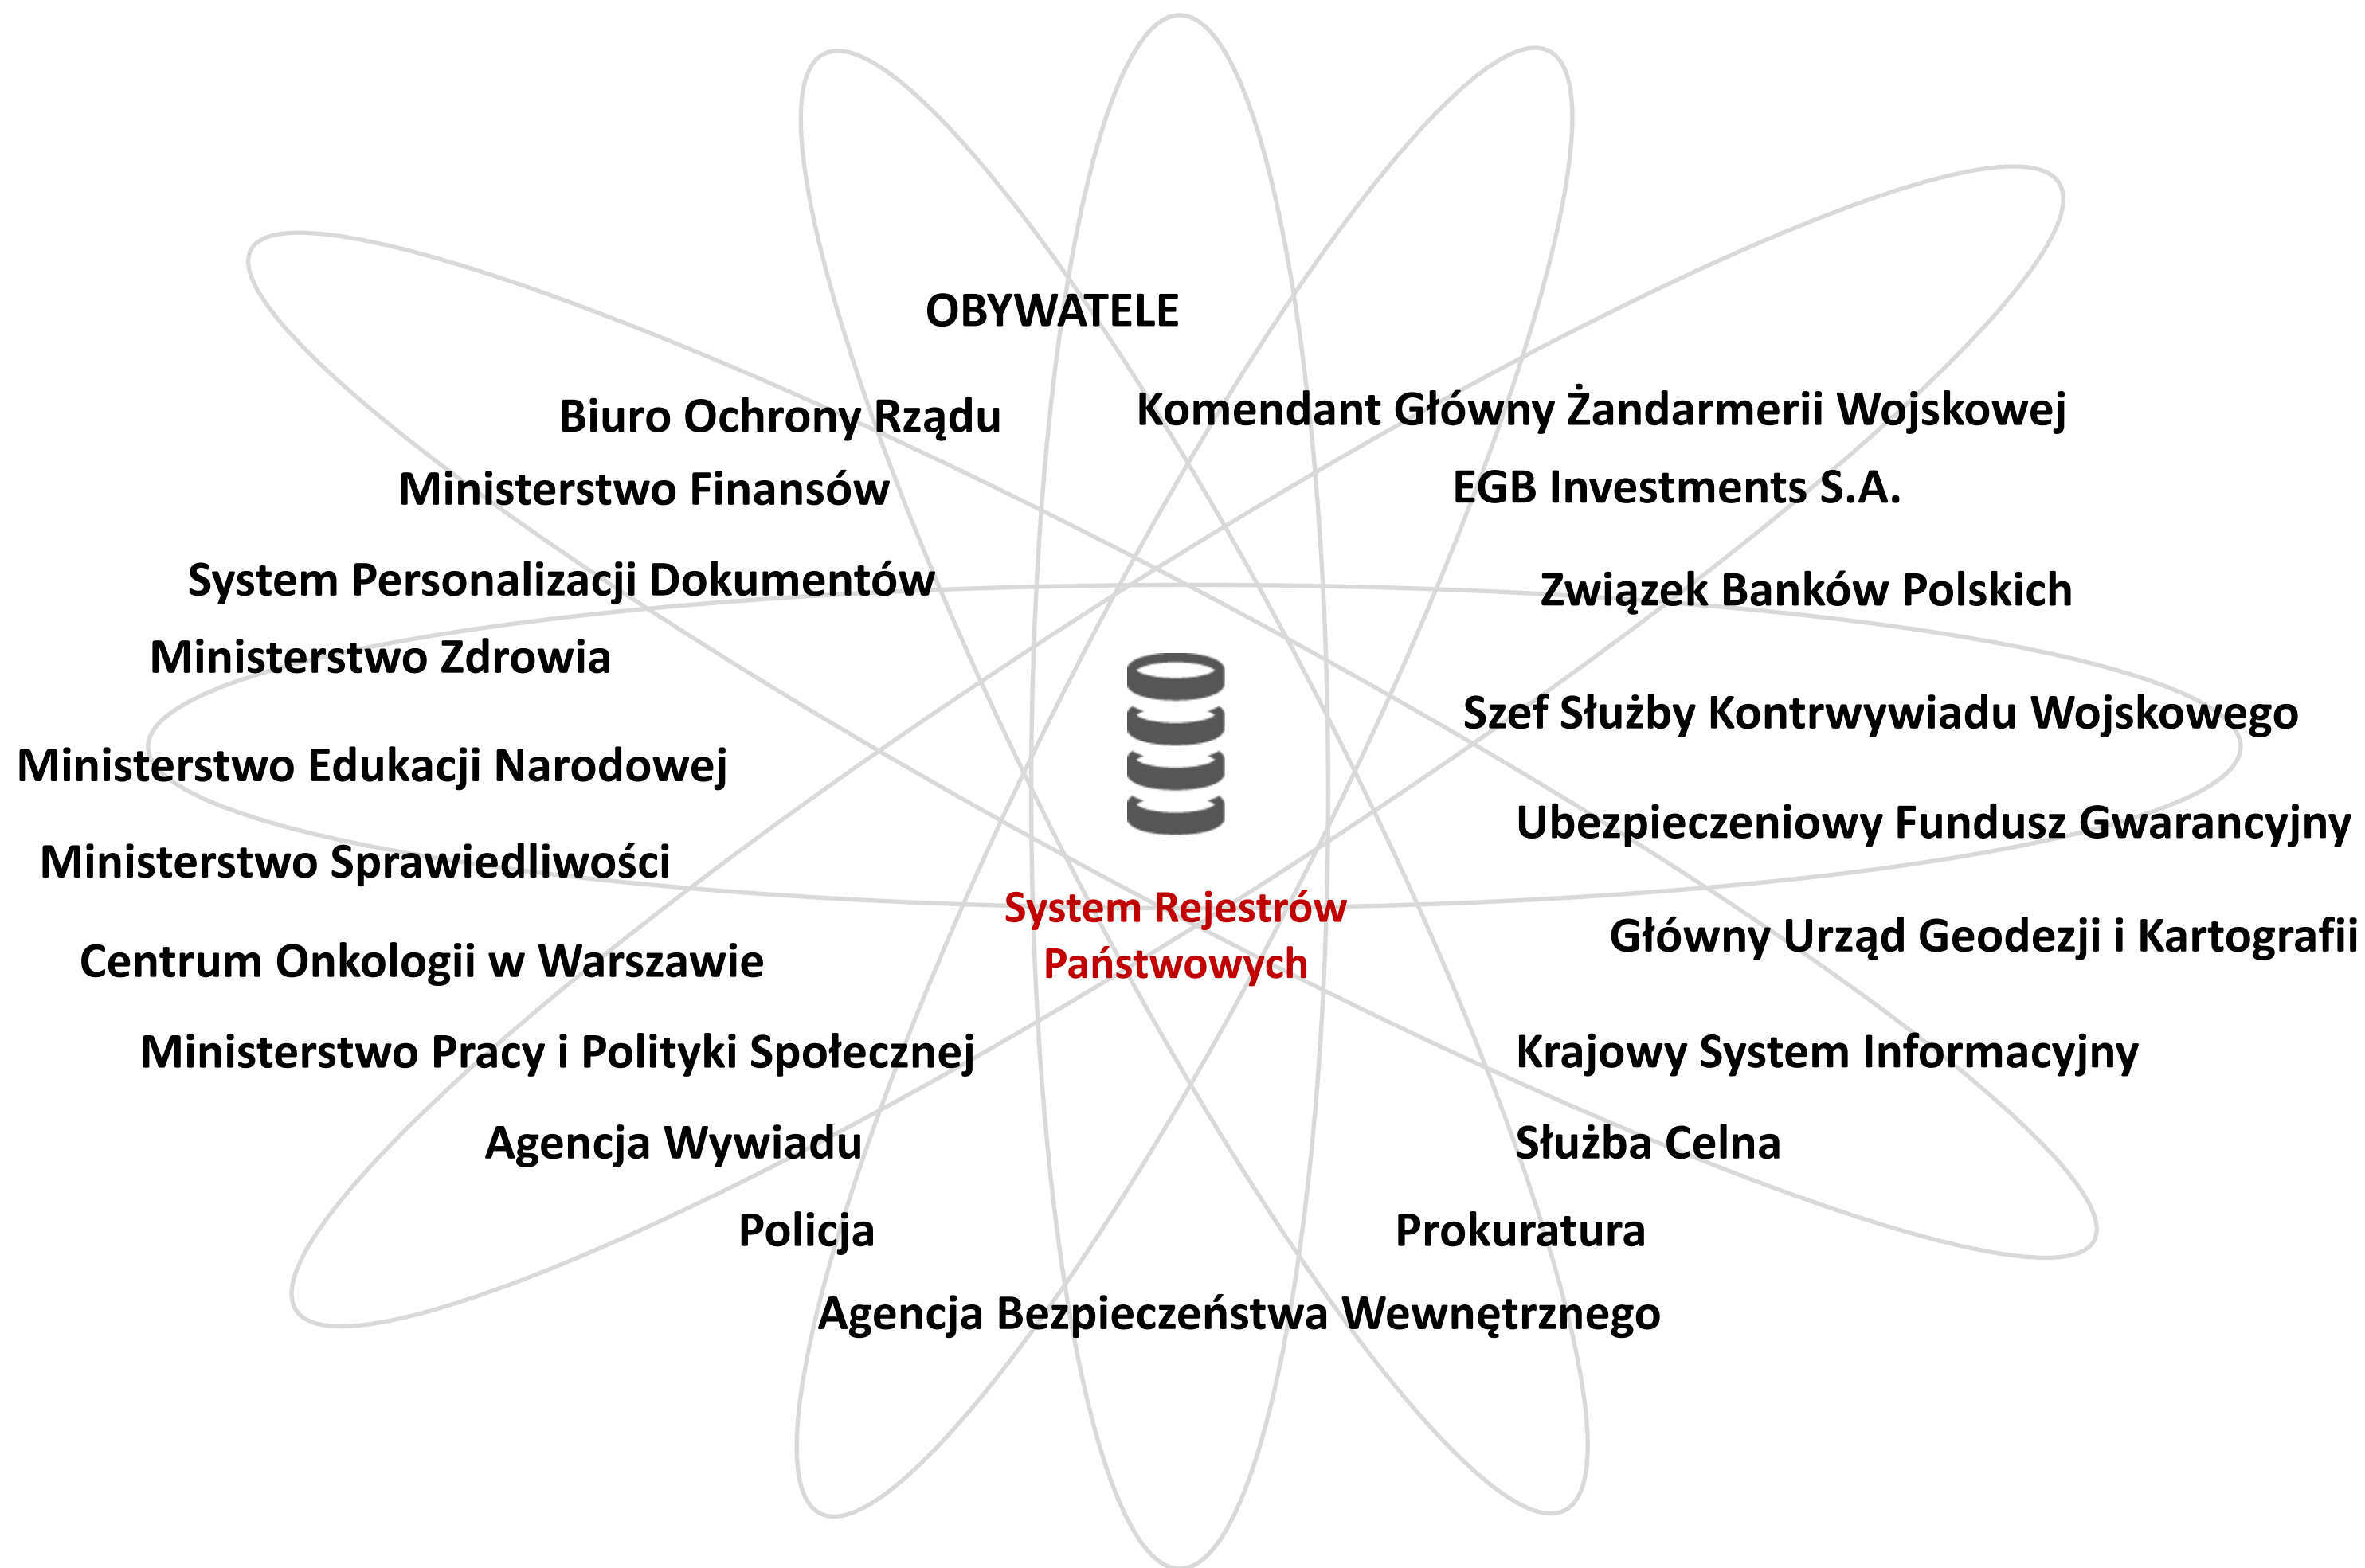 OBYWATELE
Biuro Ochrony Rządu
Komendant Główny Żandarmerii Wojskowej
Ministerstwo Finansów
EGB Investments S.A.
System Personalizacji Dokumentów
Związek Banków Polskich
Ministerstwo Zdrowia
Szef Służby Kontrwywiadu Wojskowego
Ministerstwo Edukacji Narodowej
Ubezpieczeniowy Fundusz Gwarancyjny
Ministerstwo Sprawiedliwości
System Rejestrów
Państwowych
Główny Urząd Geodezji i Kartografii
Centrum Onkologii w Warszawie
Ministerstwo Pracy i Polityki Społecznej
Krajowy System Informacyjny
Agencja Wywiadu
Służba Celna
Policja
Prokuratura
Agencja Bezpieczeństwa Wewnętrznego